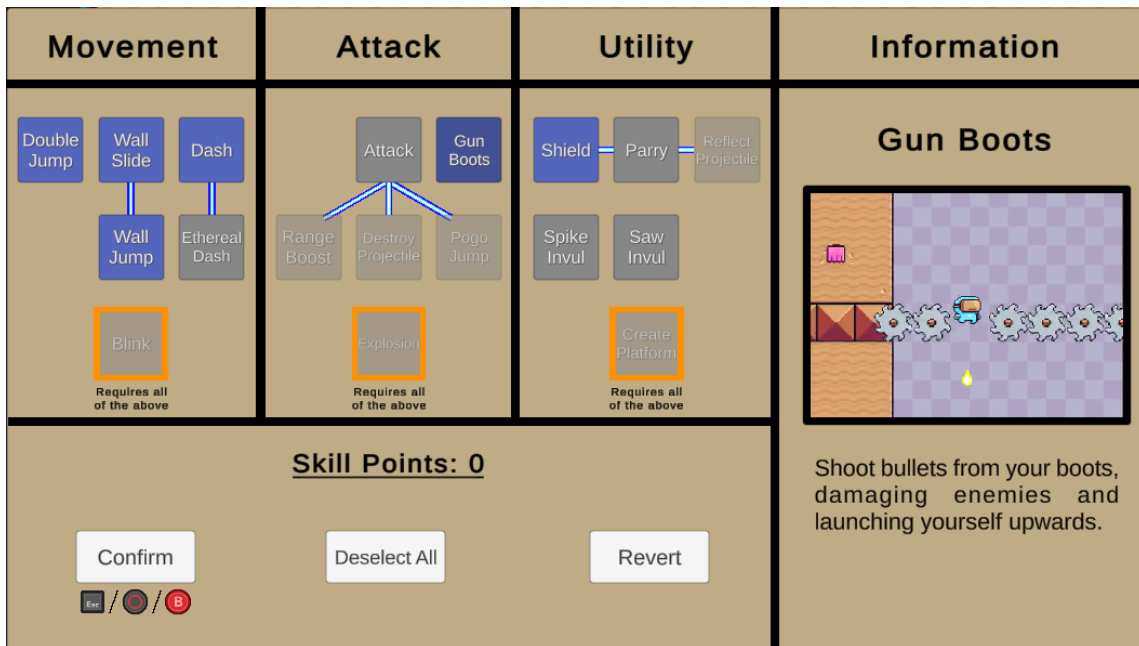 Movement
Attack
Utility
Information
Double
Jump
Wall
Slide
Dash
Wall
Jump
Ethereal
Dash
Blink
Requires all
of the above
Attack
Gun
Boots
Range
Boost
Destroy
Projectile
Pogo
Jump
Explosion
Requires all
of the above
Shield
Parry
Reflect
Projectile
Spike
Invul
Saw
Invul
Create
Platform
Requires all
of the above
Gun Boots
Shoot bullets from your boots,
damaging enemies and
launching yourself upwards.
Skill Points: 0
Confirm
Deselect All
Revert
Esc / / B